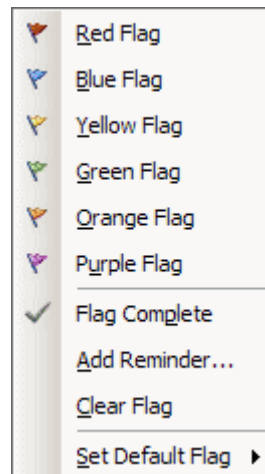 Red Flag
Blue Flag
Yellow Flag
Green Flag
Orange Flag
Purple Flag
Flag Complete
Add Reminder...
Clear Flag
Set Default Flag